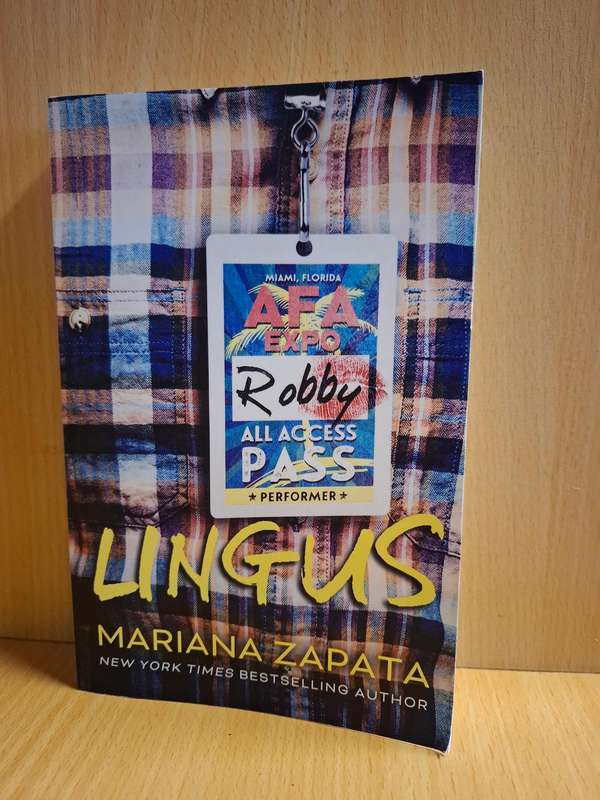 MIAMI, FLORIDA
AFA
EXPO
Robby
ALL ACCESS
PASS
★ PERFORMER ★
LINGUS
MARIANA ZAPATA
NEW YORK TIMES BESTSELLING AUTHOR